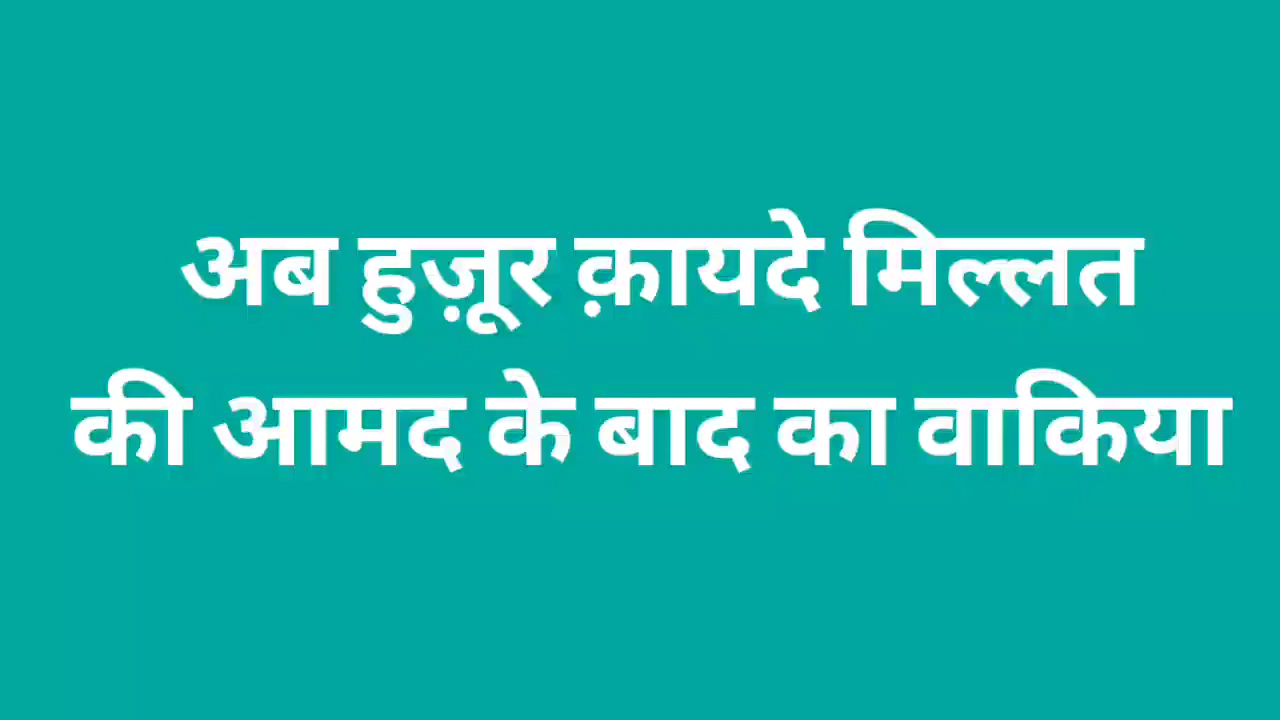 अब हुज़ूर क़ायदे मिल्लत
की आमद के बाद का वाकिया